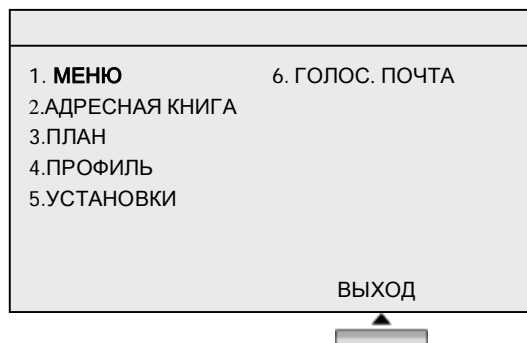 1. МЕНЮ 6. ГОЛОС. ПОЧТА
2.АДРЕСНАЯ КНИГА
3.ПЛАН
4.ПРОФИЛЬ
5.УСТАНОВКИ
ВЫХОД